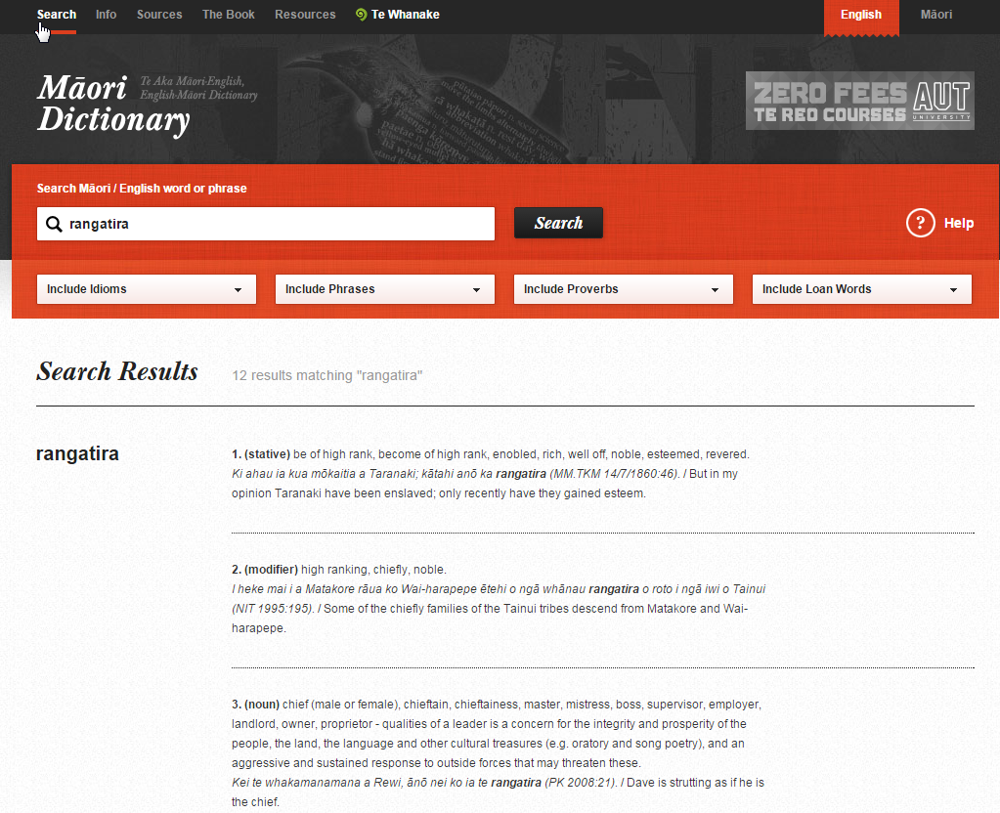 Search Info Sources The Book Resources Te Whanake English Māori
Māori
Dictionary
Te Aka Māori-English,
English-Māori Dictionary
ZERO FEES
TE REO COURSES
AUT
UNIVERSITY
Search Māori / English word or phrase
rangatira
Search
? Help
Include Idioms Include Phrases Include Proverbs Include Loan Words
Search Results 12 results matching "rangatira"
rangatira
1. (stative) be of high rank, become of high rank, enobled, rich, well off, noble, esteemed, revered.
Ki ahau ia kua mōkaitia a Taranaki; kātahi anō ka rangatira (MM.TKM 14/7/1860:46). / But in my
opinion Taranaki have been enslaved; only recently have they gained esteem.
2. (modifier) high ranking, chiefly, noble.
I heke mai i a Matakore rāua ko Wai-harapepe ētehi o ngā whānau rangatira o roto i ngā iwi o Tainui
(NIT 1995:195). / Some of the chiefly families of the Tainui tribes descend from Matakore and Wai-
harapepe.
3. (noun) chief (male or female), chieftain, chieftainess, master, mistress, boss, supervisor, employer,
landlord, owner, proprietor - qualities of a leader is a concern for the integrity and prosperity of the
people, the land, the language and other cultural treasures (e.g. oratory and song poetry), and an
aggressive and sustained response to outside forces that may threaten these.
Kei te whakamanamana a Rewi, ānō nei ko ia te rangatira (PK 2008:21). / Dave is strutting as if he is
the chief.